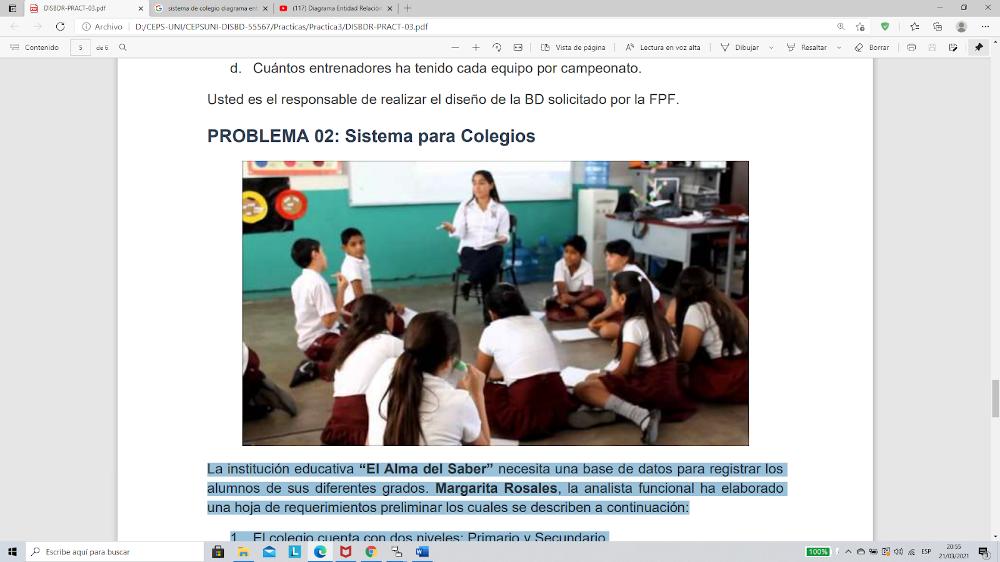 DISBDR-PRACT-03.pdf
sistema de colegio diagrama ent
(117) Diagrama Entidad Relación
Archivo
D:/CEPS-UNI/CEPSUNI-DISBD-55567/Practicas/Practica3/DISBDR-PRACT-03.pdf
Contenido
5
de 6
Vista de página
Lectura en voz alta
Dibujar
Resaltar
Borrar
d. Cuántos entrenadores ha tenido cada equipo por campeonato.
Usted es el responsable de realizar el diseño de la BD solicitado por la FPF.
PROBLEMA 02: Sistema para Colegios
La institución educativa “El Alma del Saber” necesita una base de datos para registrar los
alumnos de sus diferentes grados. Margarita Rosales, la analista funcional ha elaborado
una hoja de requerimientos preliminar los cuales se describen a continuación:
1. El colegio cuenta con dos niveles: Primario y Secundario
Escribe aquí para buscar
100%
ESP
20:55
21/03/2021
3